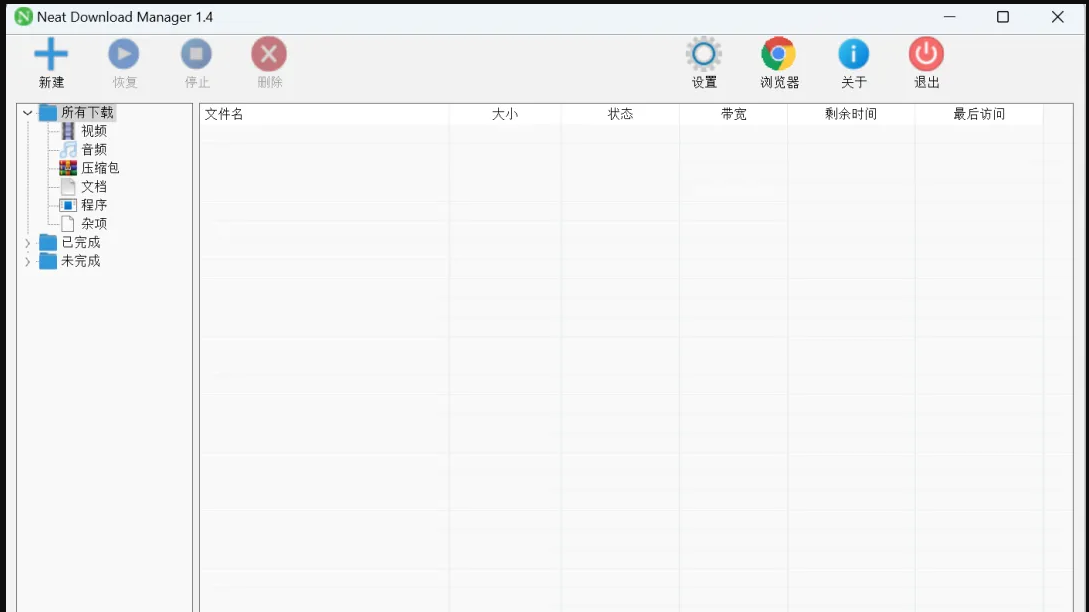 Neat Download Manager 1.4
新建 恢复 停止 删除 设置 浏览器 关于 退出
所有下载
视频
音频
压缩包
文档
程序
杂项
已完成
未完成
文件名 大小 状态 带宽 剩余时间 最后访问